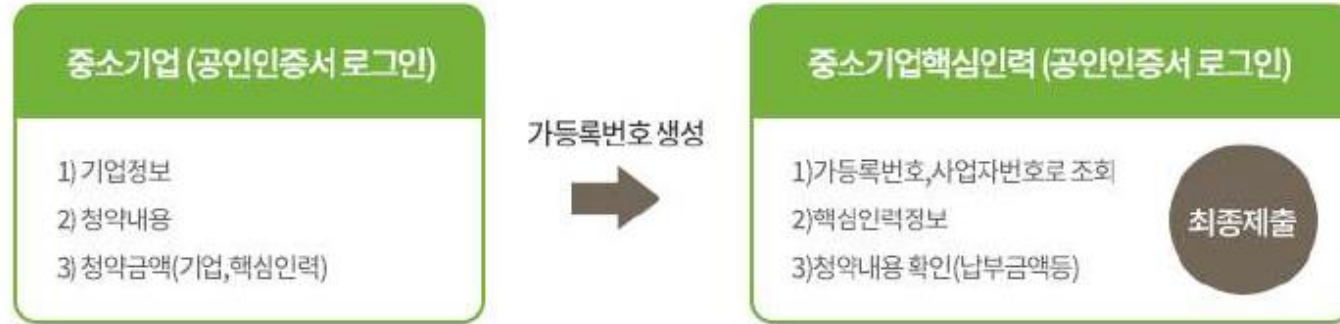 중소기업 (공인인증서 로그인)
1) 기업정보
2) 청약내용
3) 청약금액(기업,핵심인력)
가등록번호 생성
중소기업핵심인력 (공인인증서 로그인)
1)가등록번호,사업자번호로 조회
2)핵심인력정보
3)청약내용 확인(납부금액등)
최종제출